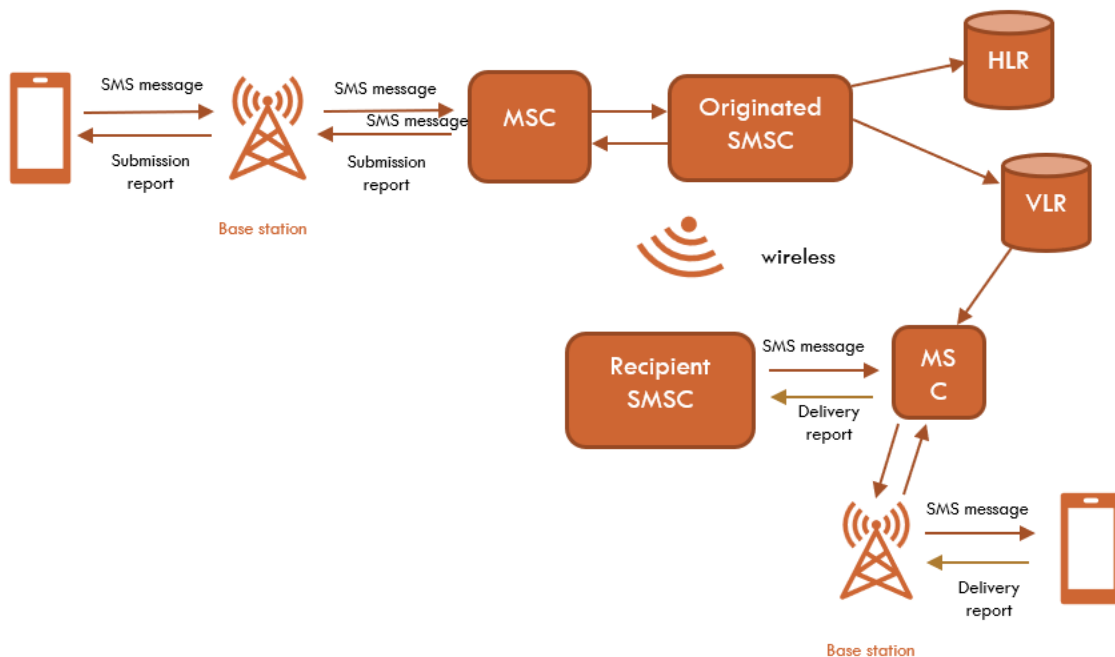 SMS message
Submission
report
Base station
SMS message
SMS message
Submission
report
MSC
Originated
SMSC
HLR
VLR
wireless
Recipient
SMSC
SMS message
Delivery
report
MS
C
SMS message
Delivery
report
Base station